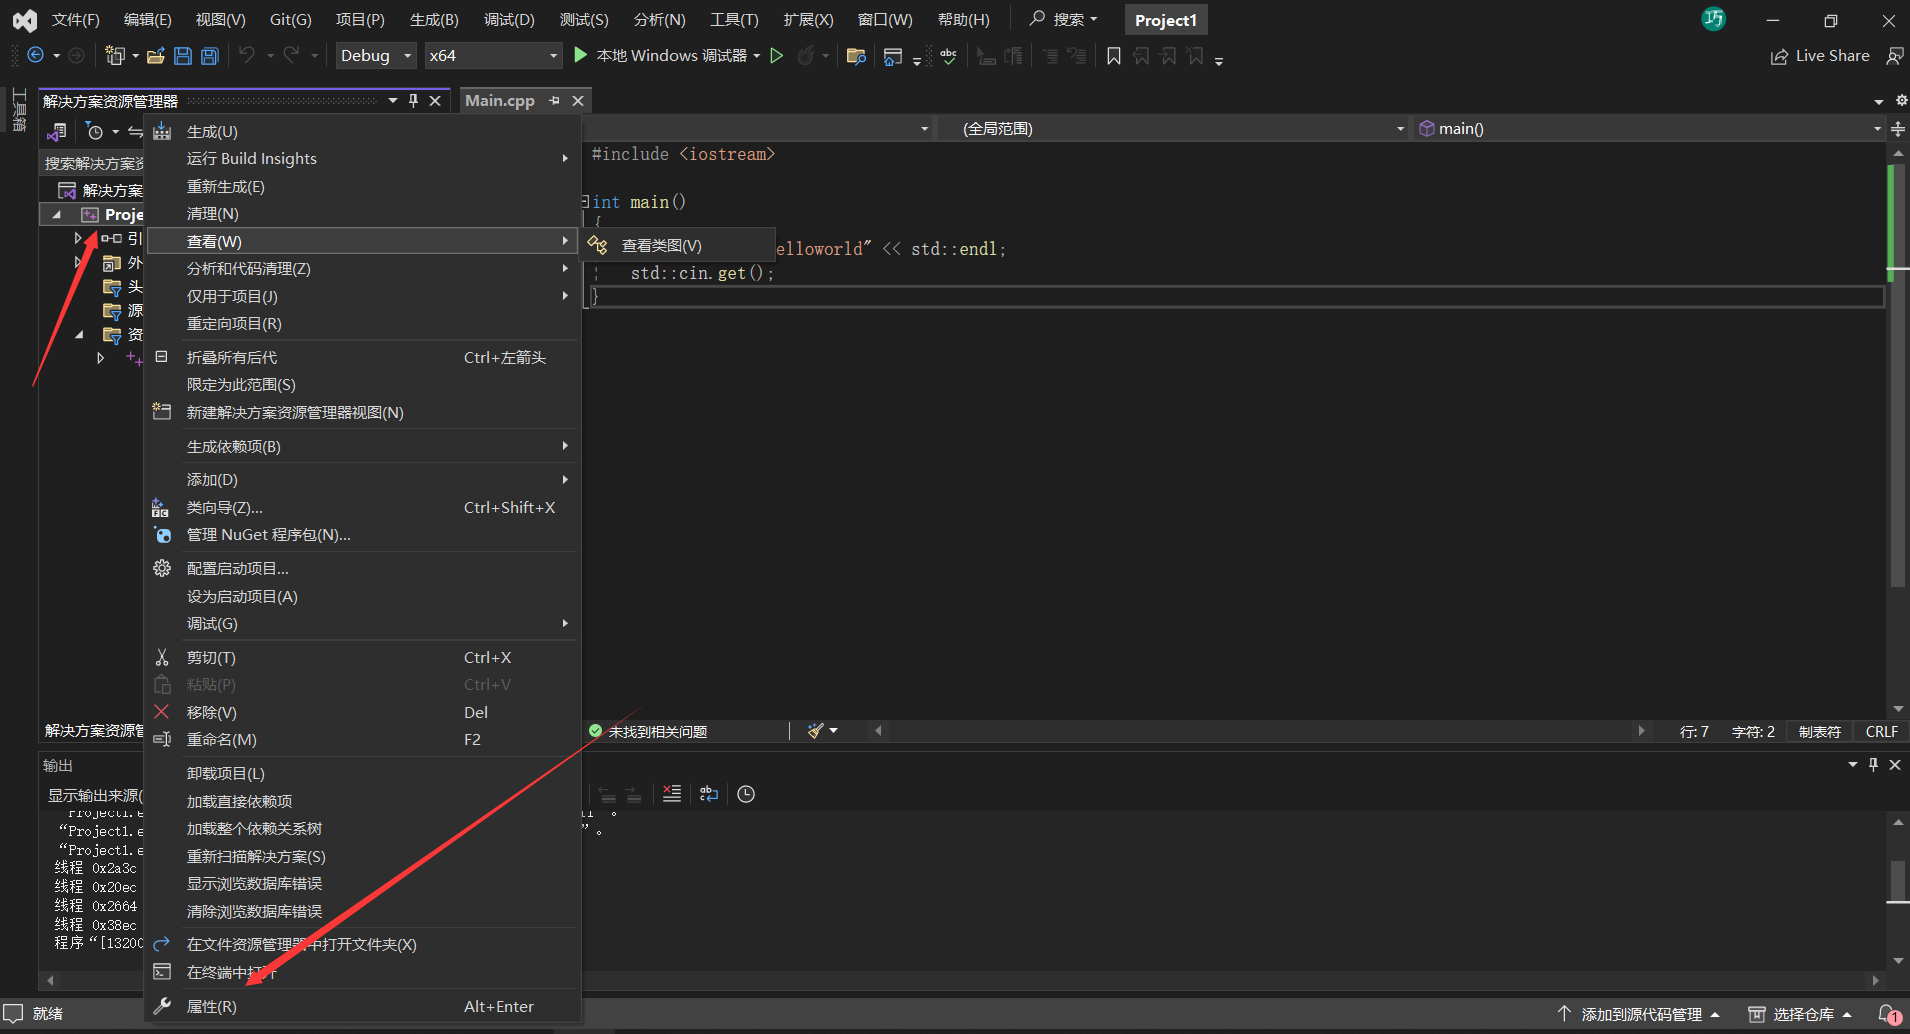 文件(F) 编辑(E) 视图(V) Git(G) 项目(P) 生成(B) 调试(D) 测试(S) 分析(N) 工具(T) 扩展(X) 窗口(W) 帮助(H) 搜索 Project1 巧
Debug x64 本地 Windows 调试器 abc Live Share
工具箱
解决方案资源管理器
Main.cpp
搜索解决方案资
解决方案
Proje
引
外
头
源
资
解决方案资源管
生成(U)
运行 Build Insights
重新生成(E)
清理(N)
查看(W)
分析和代码清理(Z)
仅用于项目(J)
重定向项目(R)
折叠所有后代 Ctrl+左箭头
限定为此范围(S)
新建解决方案资源管理器视图(N)
生成依赖项(B)
添加(D)
类向导(Z)... Ctrl+Shift+X
管理 NuGet 程序包(N)...
配置启动项目...
设为启动项目(A)
调试(G)
剪切(T) Ctrl+X
粘贴(P) Ctrl+V
移除(V) Del
重命名(M) F2
卸载项目(L)
加载直接依赖项
加载整个依赖关系树
重新扫描解决方案(S)
显示浏览数据库错误
清除浏览数据库错误
在文件资源管理器中打开文件夹(X)
在终端中打开
属性(R) Alt+Enter
查看类图(V)
(全局范围) main()
#include <iostream>
int main()
{
elloworld" << std::endl;
std::cin.get();
}
未找到相关问题 行: 7 字符: 2 制表符 CRLF
输出
显示输出来源(
“Project1.e
“Project1.e ”。
“Project1.e
线程 0x2a3c
线程 0x20ec
线程 0x2664
线程 0x38ec
程序“[13200
就绪 添加到源代码管理 选择仓库 1